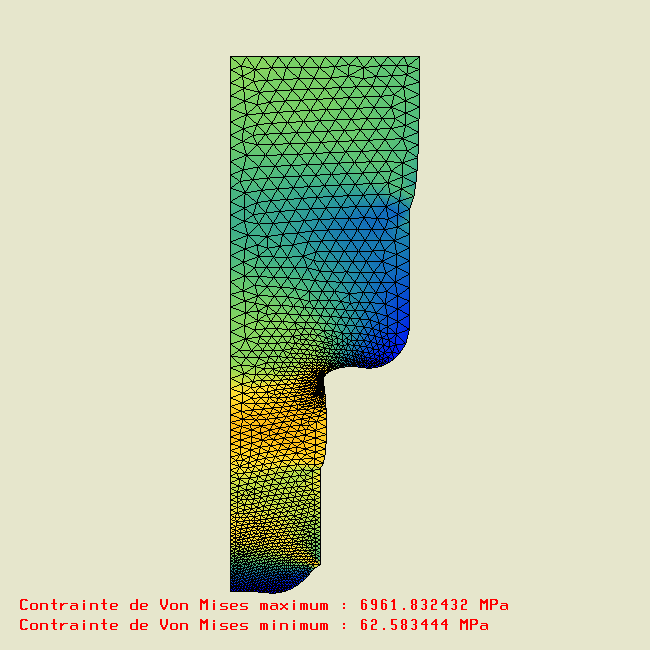 Contrainte de Von Mises maximum : 6961.832432 MPa
Contrainte de Von Mises minimum : 62.583444 MPa